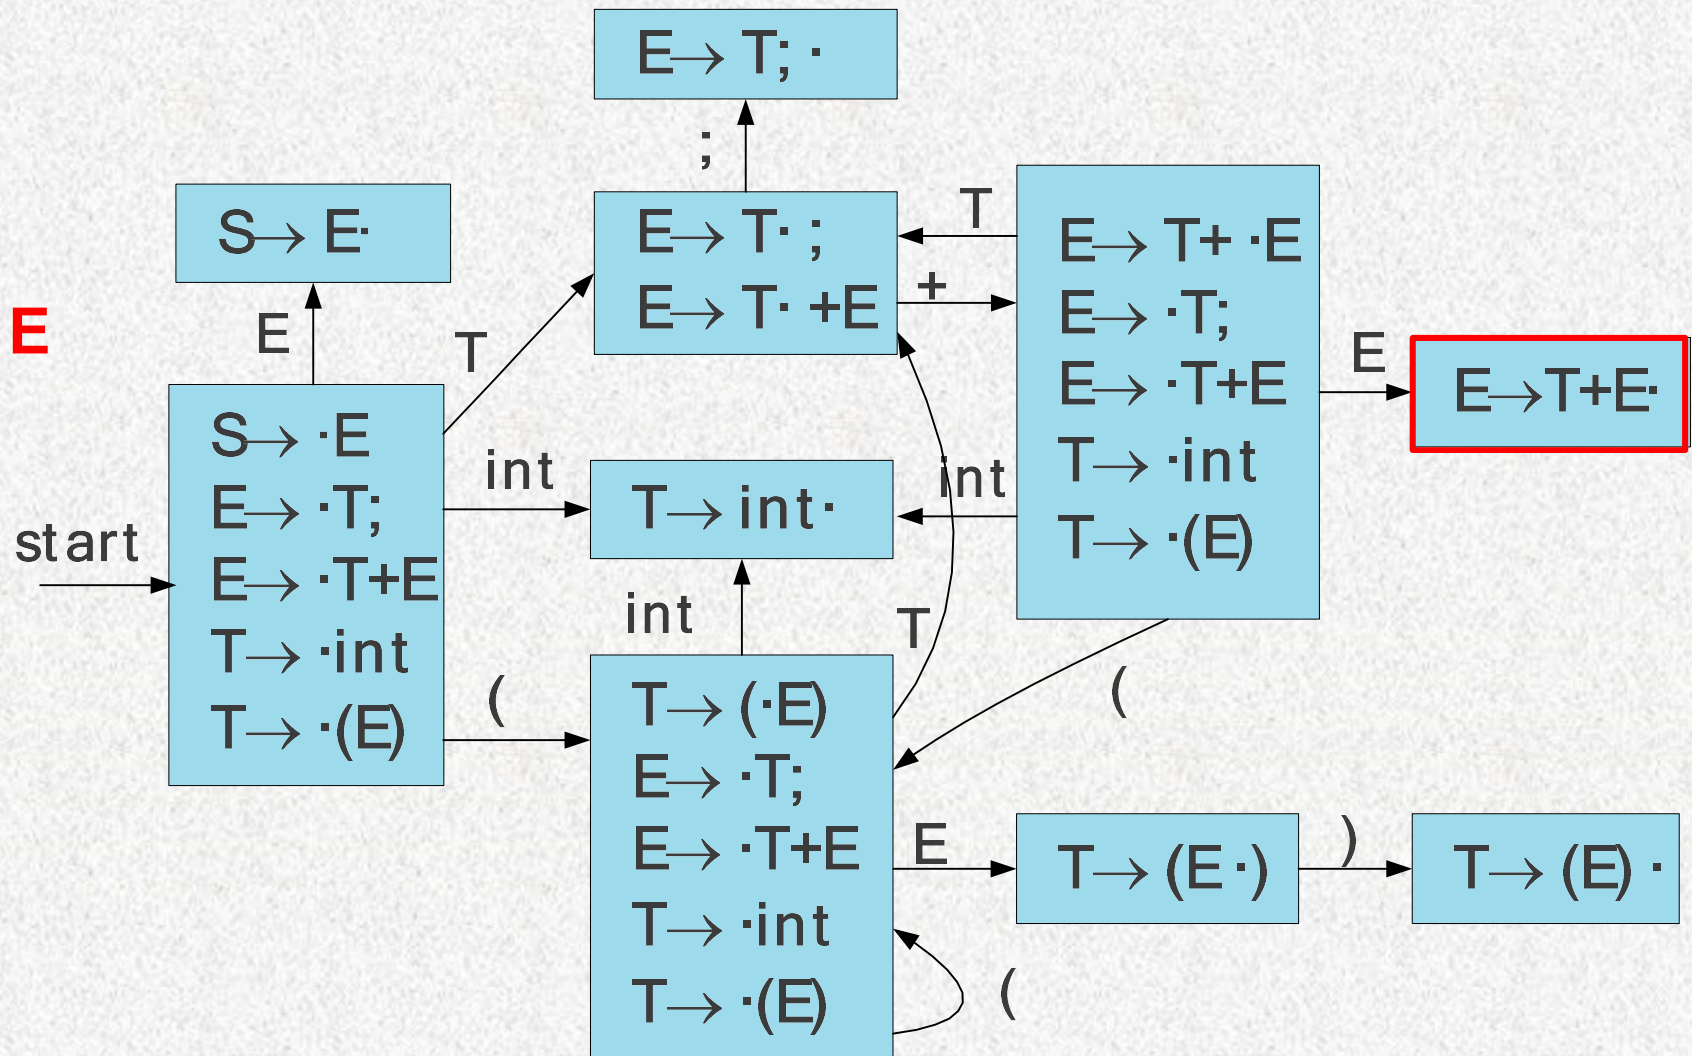 E→ T; ·
;
S→ E·
E→ T· ;
E→ T· +E
T
+
E→ T+ ·E
E→ ·T;
E→ ·T+E
T→ ·int
T→ ·(E)
E
E
T
E
E→T+E·
S→ ·E
E→ ·T;
E→ ·T+E
T→ ·int
T→ ·(E)
start
int
T→ int·
int
int
T
(
(
T→ (·E)
E→ ·T;
E→ ·T+E
T→ ·int
T→ ·(E)
E
T→ (E ·)
)
T→ (E) ·
(